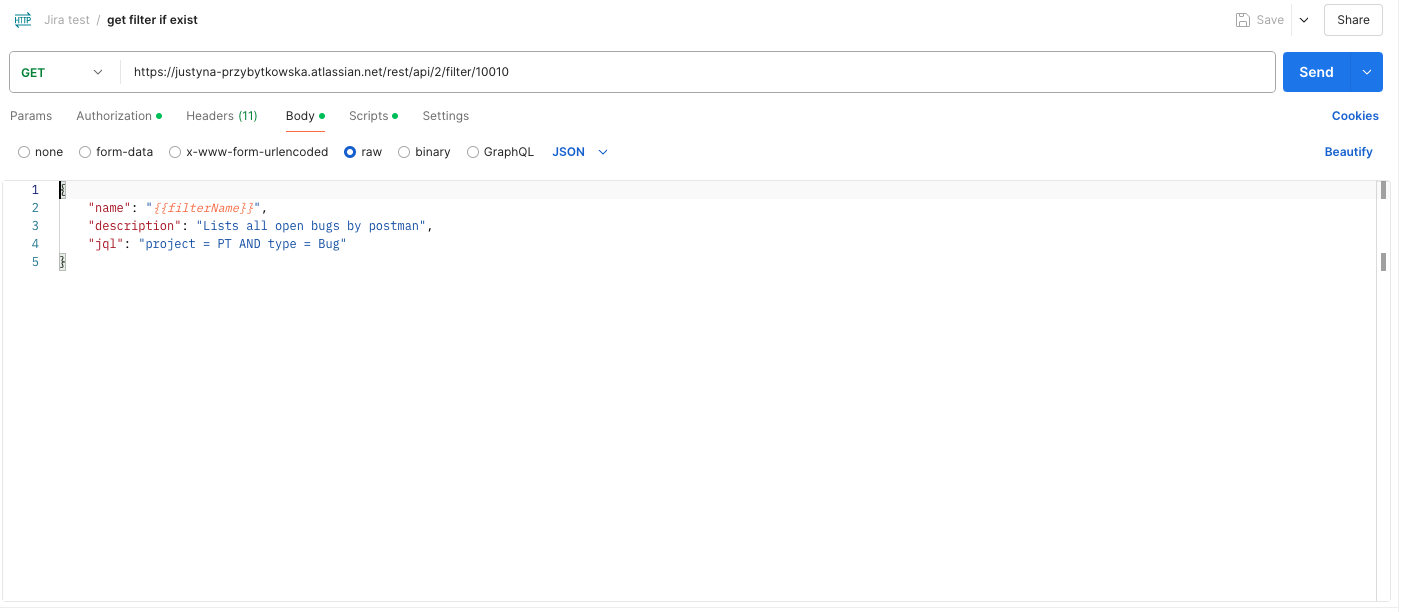 HTTP Jira test / get filter if exist Save Share
GET https://justyna-przybytkowska.atlassian.net/rest/api/2/filter/10010 Send
Params Authorization Headers (11) Body Scripts Settings Cookies
none form-data x-www-form-urlencoded raw binary GraphQL JSON Beautify
1 {
2 "name": "{{filterName}}",
3 "description": "Lists all open bugs by postman",
4 "jql": "project = PT AND type = Bug"
5 }